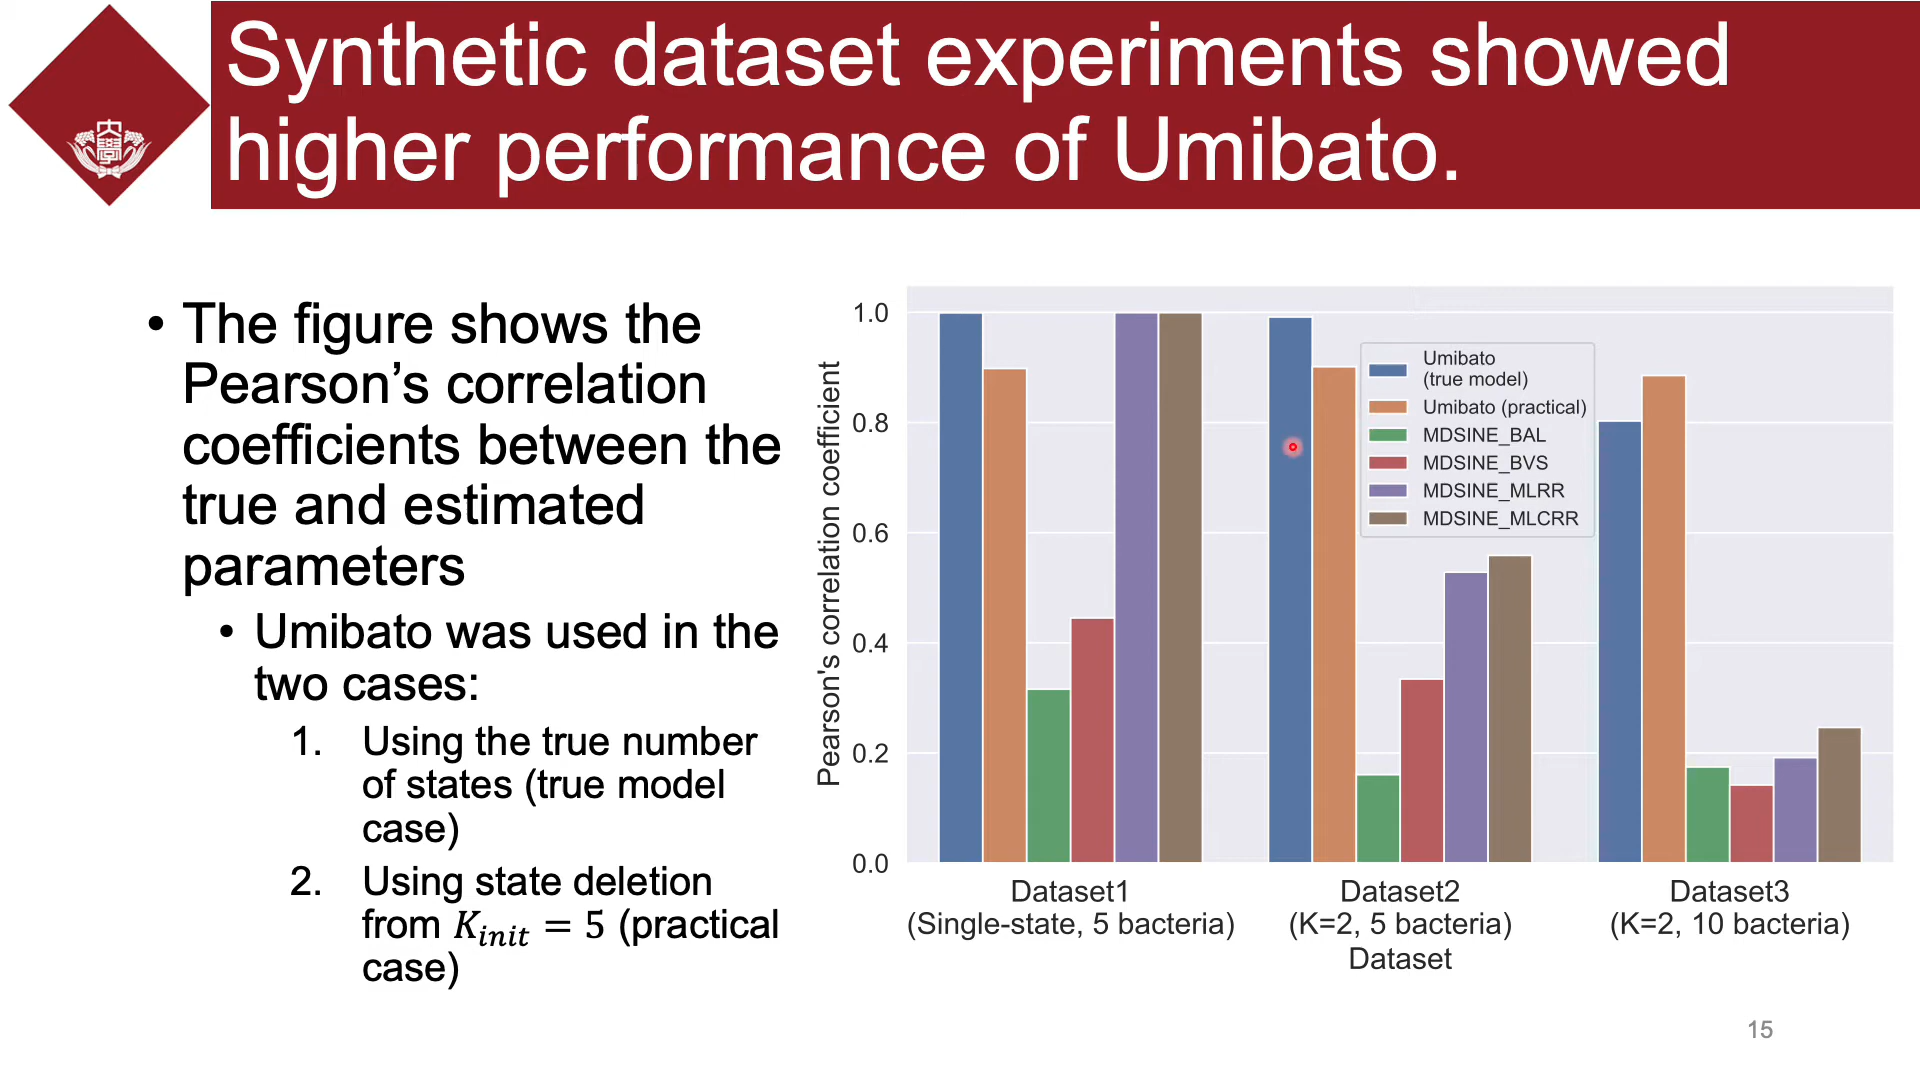 Synthetic dataset experiments showed
higher performance of Umibato.
• The figure shows the
Pearson’s correlation
coefficients between the
true and estimated
parameters
• Umibato was used in the
two cases:
1. Using the true number
of states (true model
case)
2. Using state deletion
from K_init = 5 (practical
case)
Pearson's correlation coefficient
1.0
0.8
0.6
0.4
0.2
0.0
Umibato
(true model)
Umibato (practical)
MDSINE_BAL
MDSINE_BVS
MDSINE_MLRR
MDSINE_MLCRR
Dataset1
(Single-state, 5 bacteria)
Dataset2
(K=2, 5 bacteria)
Dataset3
(K=2, 10 bacteria)
Dataset
15